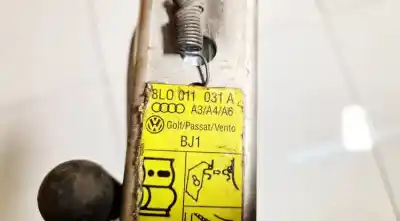 8L0 011 031 A
A3/A4/A6
Golf/Passat/Vento
BJ1